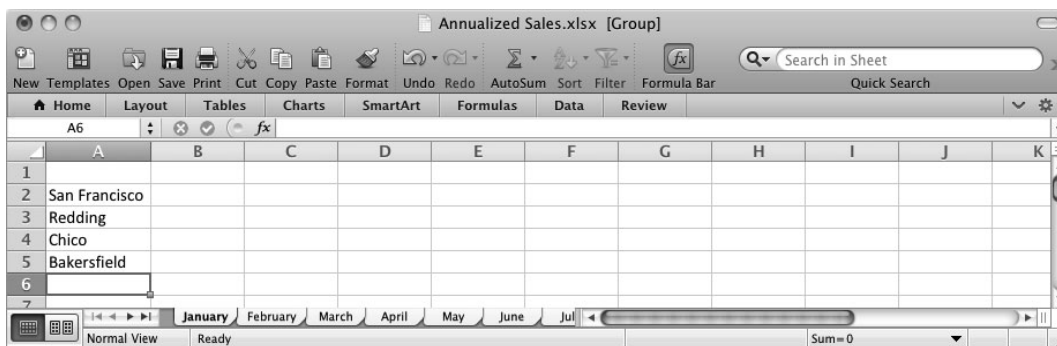 Annualized Sales.xlsx [Group]
New Templates Open Save Print Cut Copy Paste Format Undo Redo AutoSum Sort Filter fx Formula Bar Search in Sheet Quick Search
Home Layout Tables Charts SmartArt Formulas Data Review
A6 fx
A B C D E F G H I J K
1
2 San Francisco
3 Redding
4 Chico
5 Bakersfield
6
7
January February March April May June Jul
Normal View Ready Sum=0